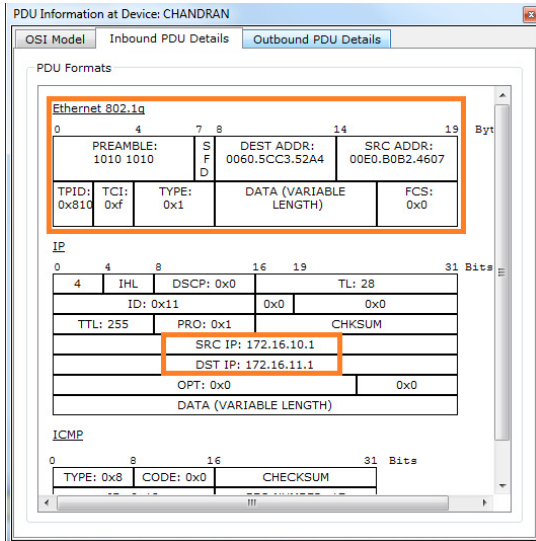 PDU Information at Device: CHANDRAN
OSI Model Inbound PDU Details Outbound PDU Details
PDU Formats
Ethernet 802.1q
0 4 7 8 14 19 Byt
PREAMBLE: 1010 1010 SFD DEST ADDR: 0060.5CC3.52A4 SRC ADDR: 00E0.B0B2.4607
TPID: 0x810 TCI: 0xf TYPE: 0x1 DATA (VARIABLE LENGTH) FCS: 0x0
IP
0 4 8 16 19 31 Bits
4 IHL DSCP: 0x0 TL: 28
ID: 0x11 0x0 0x0
TTL: 255 PRO: 0x1 CHKSUM
SRC IP: 172.16.10.1
DST IP: 172.16.11.1
OPT: 0x0 0x0
DATA (VARIABLE LENGTH)
ICMP
0 8 16 31 Bits
TYPE: 0x8 CODE: 0x0 CHECKSUM